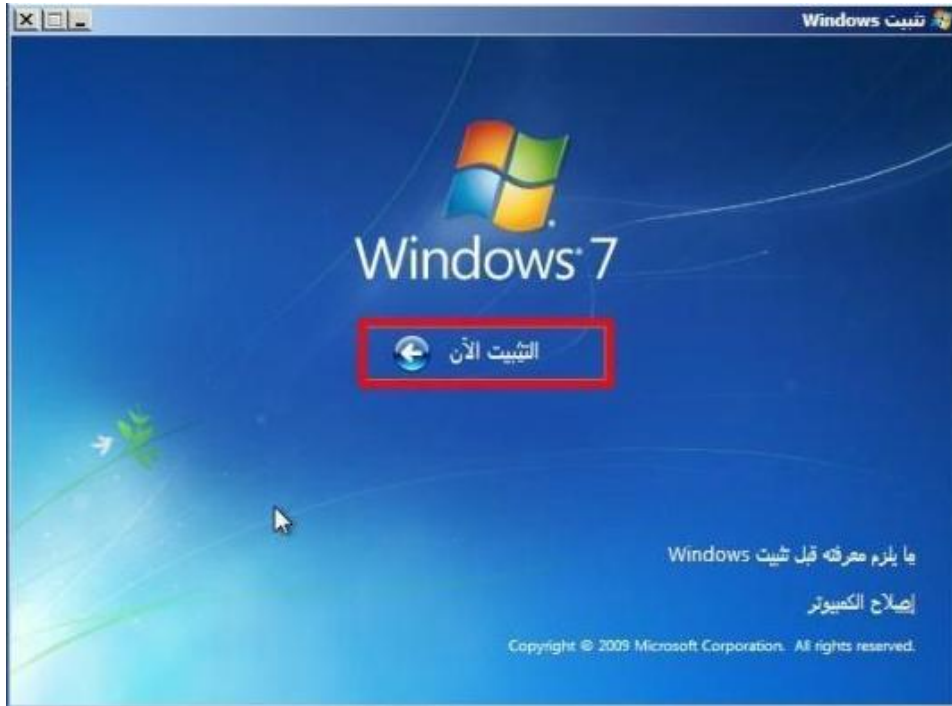 تثبيت Windows
Windows 7
التثبيت الآن
ما يلزم معرفته قبل تثبيت Windows
إصلاح الكمبيوتر
Copyright © 2009 Microsoft Corporation. All rights reserved.